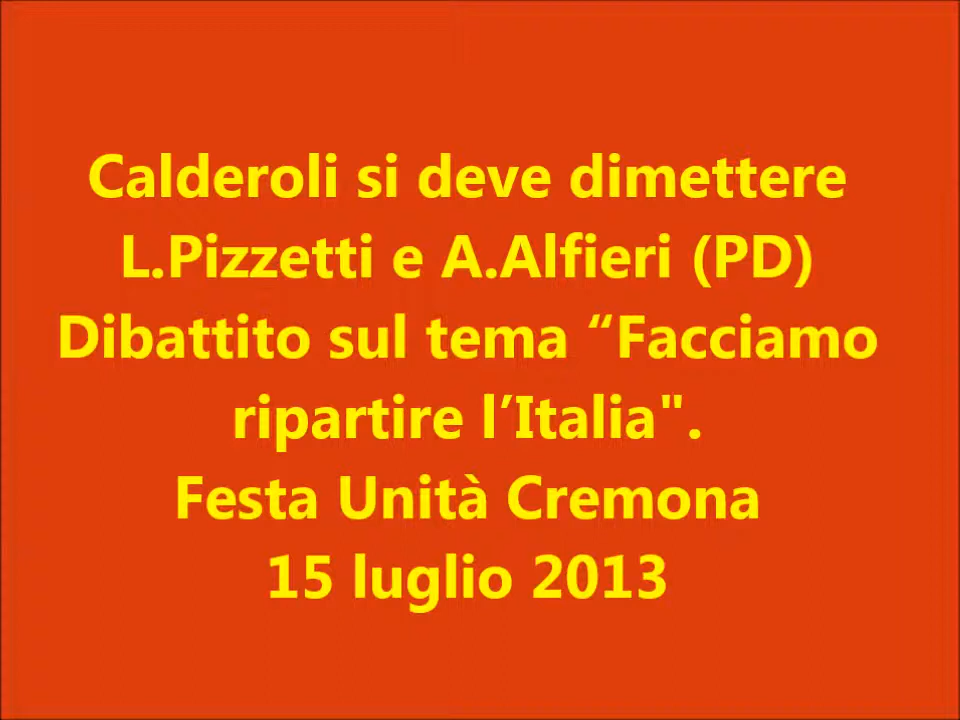 Calderoli si deve dimettere
L.Pizzetti e A.Alfieri (PD)
Dibattito sul tema “Facciamo
ripartire l’Italia".
Festa Unità Cremona
15 luglio 2013